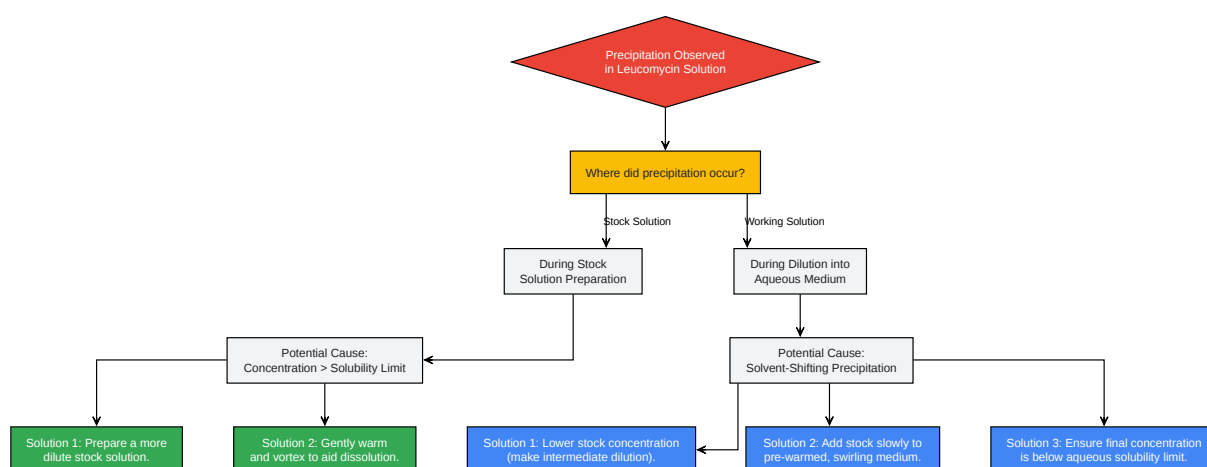 Precipitation Observed
in Leucomycin Solution
Where did precipitation occur?
Stock Solution
Working Solution
During Stock
Solution Preparation
During Dilution into
Aqueous Medium
Potential Cause:
Concentration > Solubility Limit
Potential Cause:
Solvent-Shifting Precipitation
Solution 1: Prepare a more
dilute stock solution.
Solution 2: Gently warm
and vortex to aid dissolution.
Solution 1: Lower stock concentration
(make intermediate dilution).
Solution 2: Add stock slowly to
pre-warmed, swirling medium.
Solution 3: Ensure final concentration
is below aqueous solubility limit.